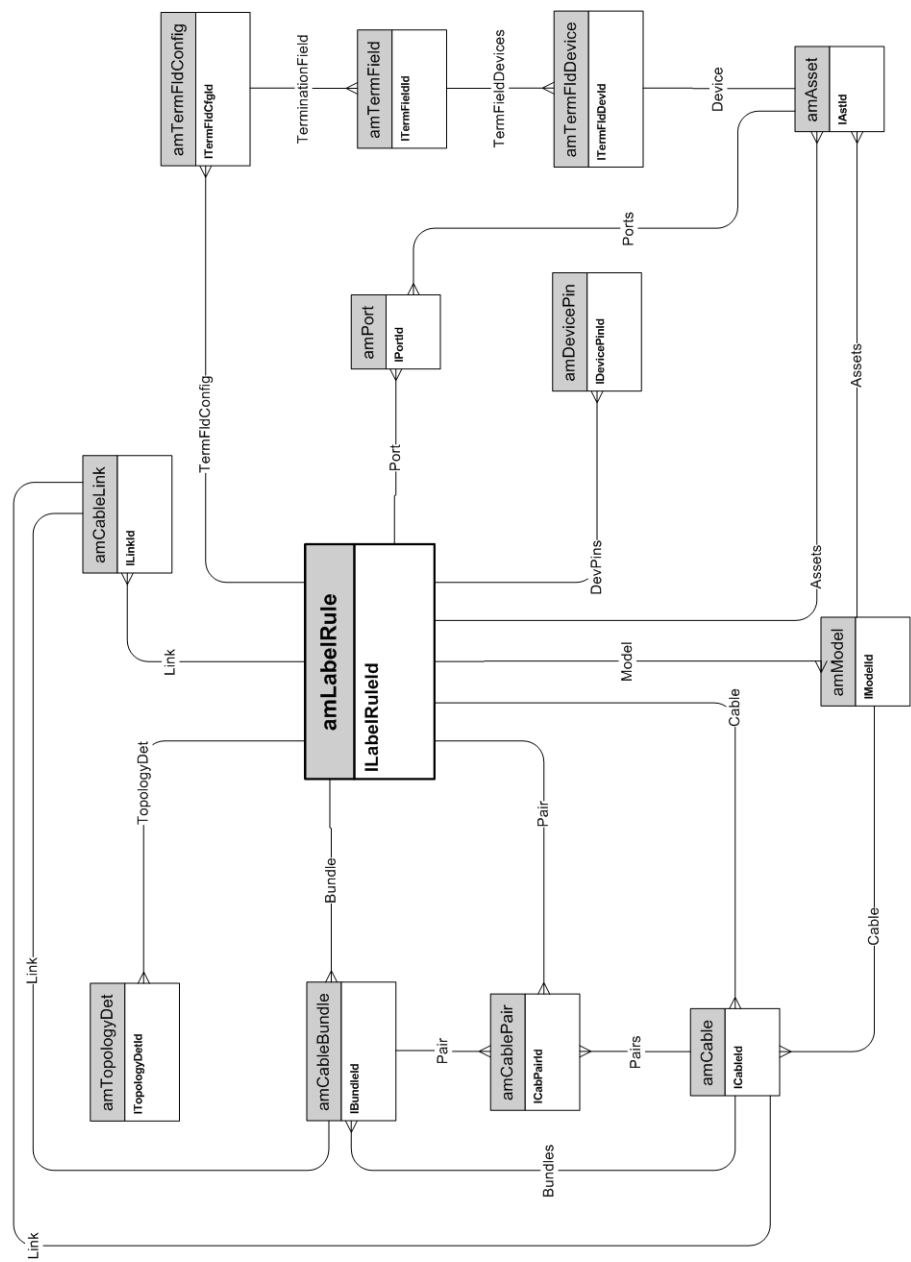 Link
Link
amCableLink
lLinkId
amTopologyDet
lTopologyDetId
TopologyDet
Link
amTermFldConfig
lTermFldCfgId
TermFldConfig
TerminationField
amCableBundle
lBundleId
Bundle
amLabelRule
lLabelRuleId
Port
amPort
lPortId
amTermField
lTermFieldId
Pair
TermFieldDevices
amCablePair
lCabPairId
Pair
Bundles
amDevicePin
lDevicePinId
amTermFldDevice
lTermFldDevId
DevPins
Pairs
Model
Ports
amCable
lCableId
Cable
Device
Assets
amAsset
lAstId
amModel
lModelId
Assets
Cable